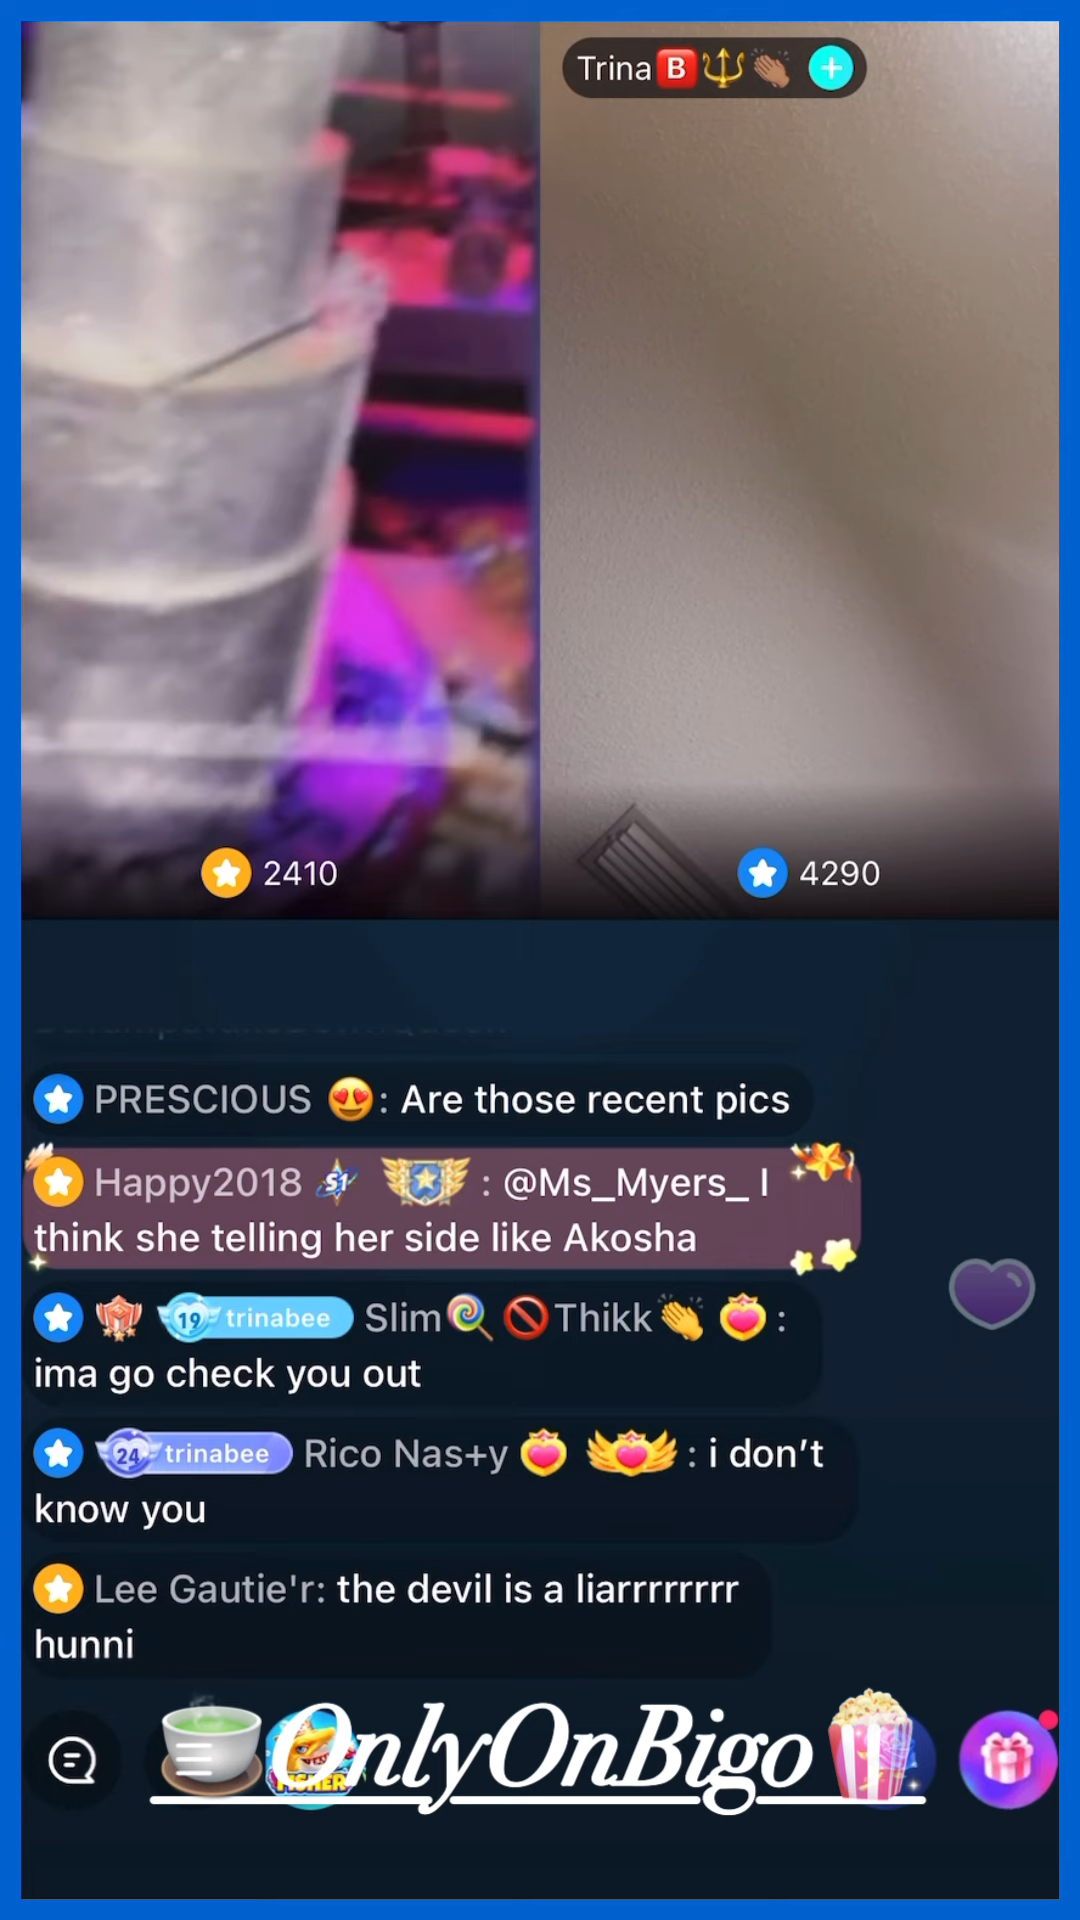 Trina🅱️🔱👏🏽
2410
4290
PRESCIOUS 😍: Are those recent pics
Happy2018 S1 : @Ms_Myers_ I
think she telling her side like Akosha
19 trinabee Slim🍭🚫Thikk👏 :
ima go check you out
24 trinabee Rico Nas+y : i don’t
know you
Lee Gautie'r: the devil is a liarrrrrrrr
hunni
🍵OnlyOnBigo🍿
FISHER